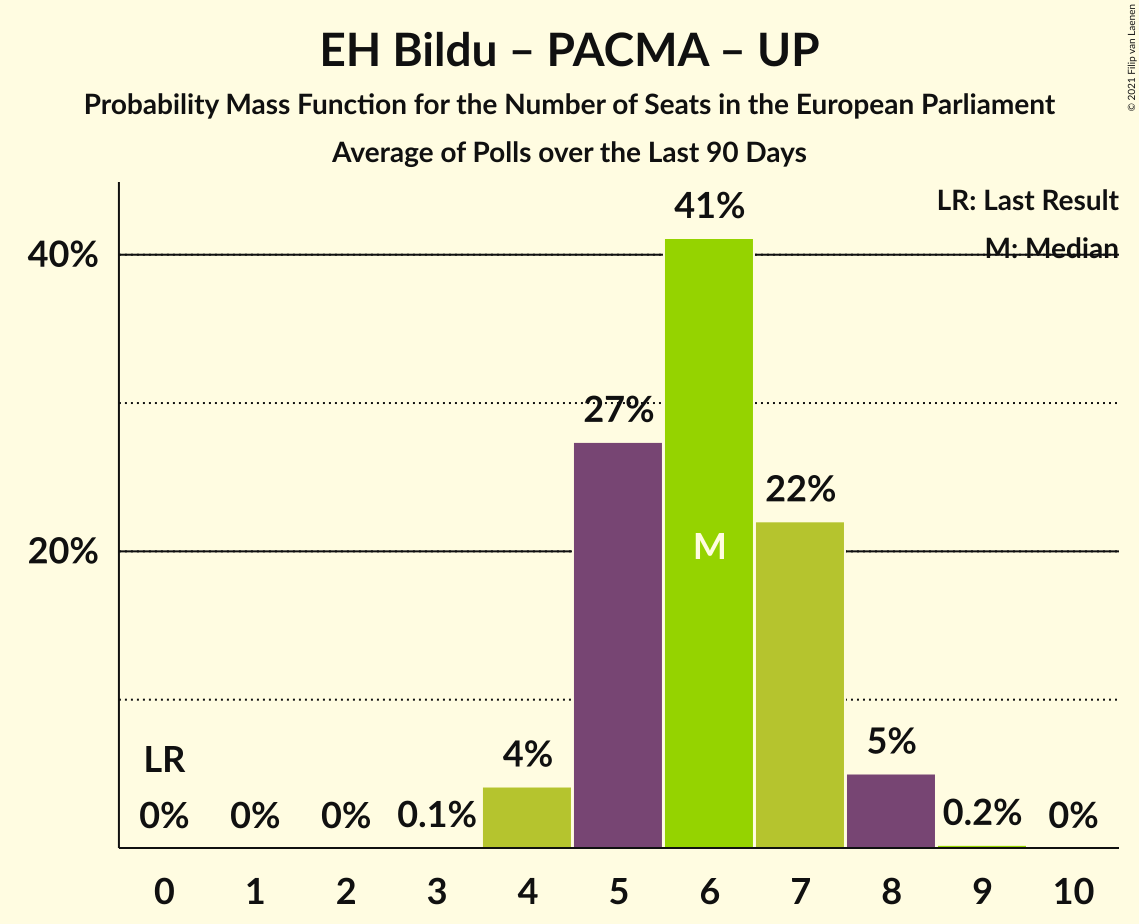 EH Bildu – PACMA – UP
Probability Mass Function for the Number of Seats in the European Parliament
Average of Polls over the Last 90 Days
© 2021 Filip van Laenen
LR: Last Result
M: Median
41%
40%
27%
22%
M
20%
LR
4%
5%
0%
0%
0%
0.1%
0.2%
0%
0 1 2 3 4 5 6 7 8 9 10